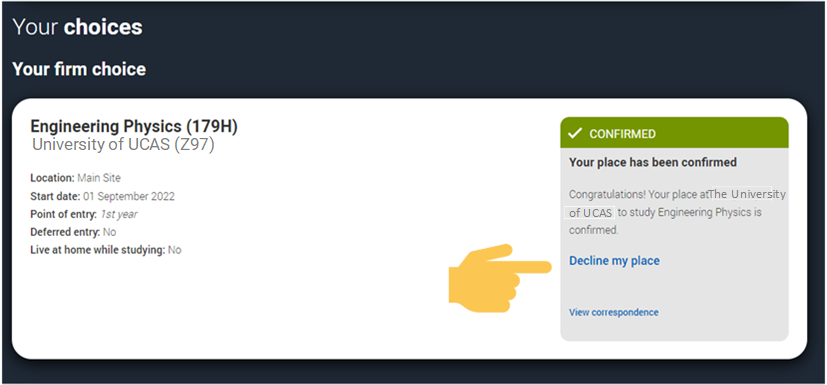 Your choices
Your firm choice
Engineering Physics (179H)
University of UCAS (Z97)
Location: Main Site
Start date: 01 September 2022
Point of entry: 1st year
Deferred entry: No
Live at home while studying: No
CONFIRMED
Your place has been confirmed
Congratulations! Your place atThe University
of UCAS to study Engineering Physics is
confirmed.
Decline my place
View correspondence